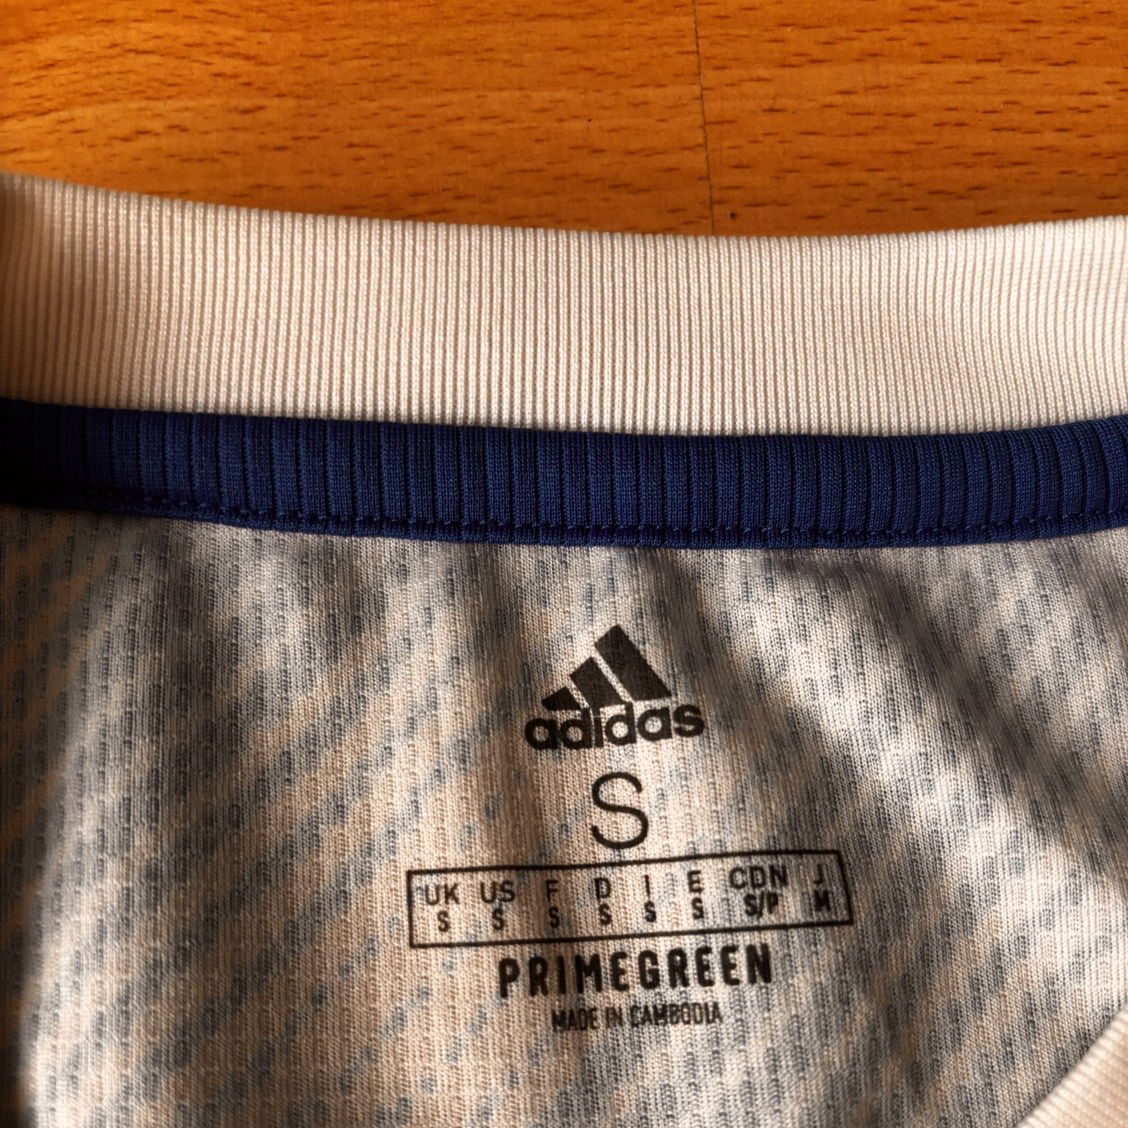 adidas
S
UK US F D I E CDN J
S S S S S S S/P M
PRIMEGREEN
MADE IN CAMBODIA